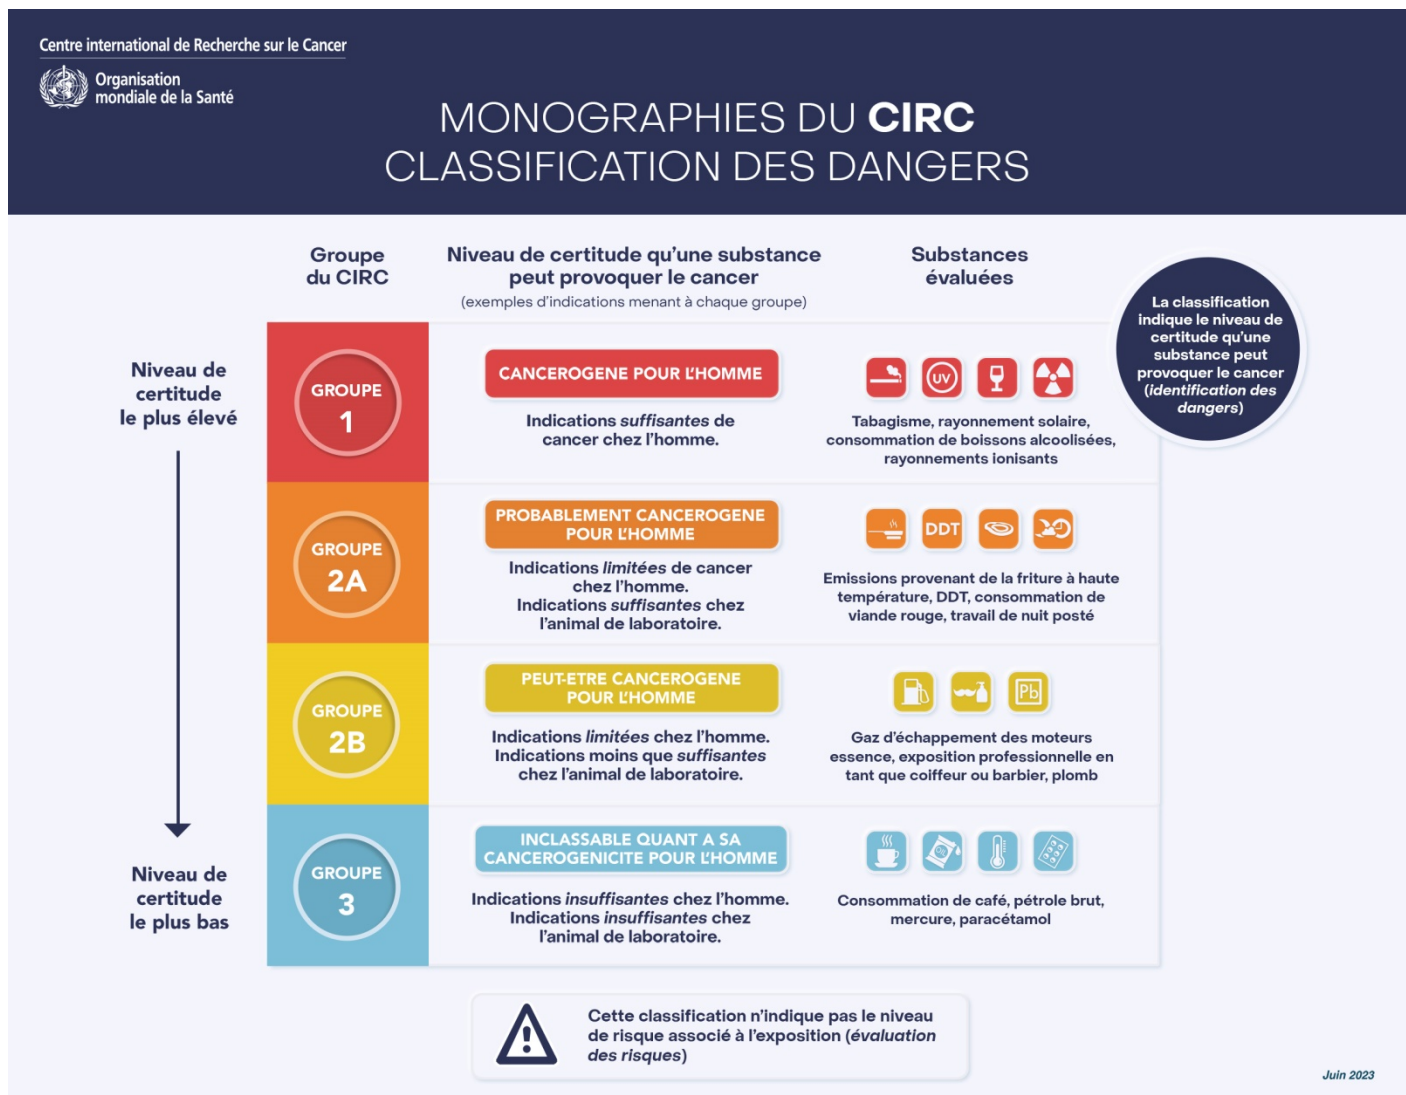 Centre international de Recherche sur le Cancer
Organisation
mondiale de la Santé
MONOGRAPHIES DU CIRC
CLASSIFICATION DES DANGERS
Groupe
du CIRC
Niveau de certitude qu'une substance
peut provoquer le cancer
(exemples d'indications menant à chaque groupe)
Substances
évaluées
La classification
indique le niveau de
certitude qu'une
substance peut
provoquer le cancer
(identification des
dangers)
Niveau de
certitude
le plus élevé
GROUPE
1
CANCEROGENE POUR L'HOMME
Indications suffisantes de
cancer chez l'homme.
UV
Tabagisme, rayonnement solaire,
consommation de boissons alcoolisées,
rayonnements ionisants
GROUPE
2A
PROBABLEMENT CANCEROGENE
POUR L'HOMME
Indications limitées de cancer
chez l'homme.
Indications suffisantes chez
l'animal de laboratoire.
DDT
Emissions provenant de la friture à haute
température, DDT, consommation de
viande rouge, travail de nuit posté
GROUPE
2B
PEUT-ETRE CANCEROGENE
POUR L'HOMME
Indications limitées chez l'homme.
Indications moins que suffisantes
chez l'animal de laboratoire.
Pb
Gaz d'échappement des moteurs
essence, exposition professionnelle en
tant que coiffeur ou barbier, plomb
Niveau de
certitude
le plus bas
GROUPE
3
INCLASSABLE QUANT A SA
CANCEROGENICITE POUR L'HOMME
Indications insuffisantes chez l'homme.
Indications insuffisantes chez
l'animal de laboratoire.
Consommation de café, pétrole brut,
mercure, paracétamol
Cette classification n'indique pas le niveau
de risque associé à l'exposition (évaluation
des risques)
Juin 2023